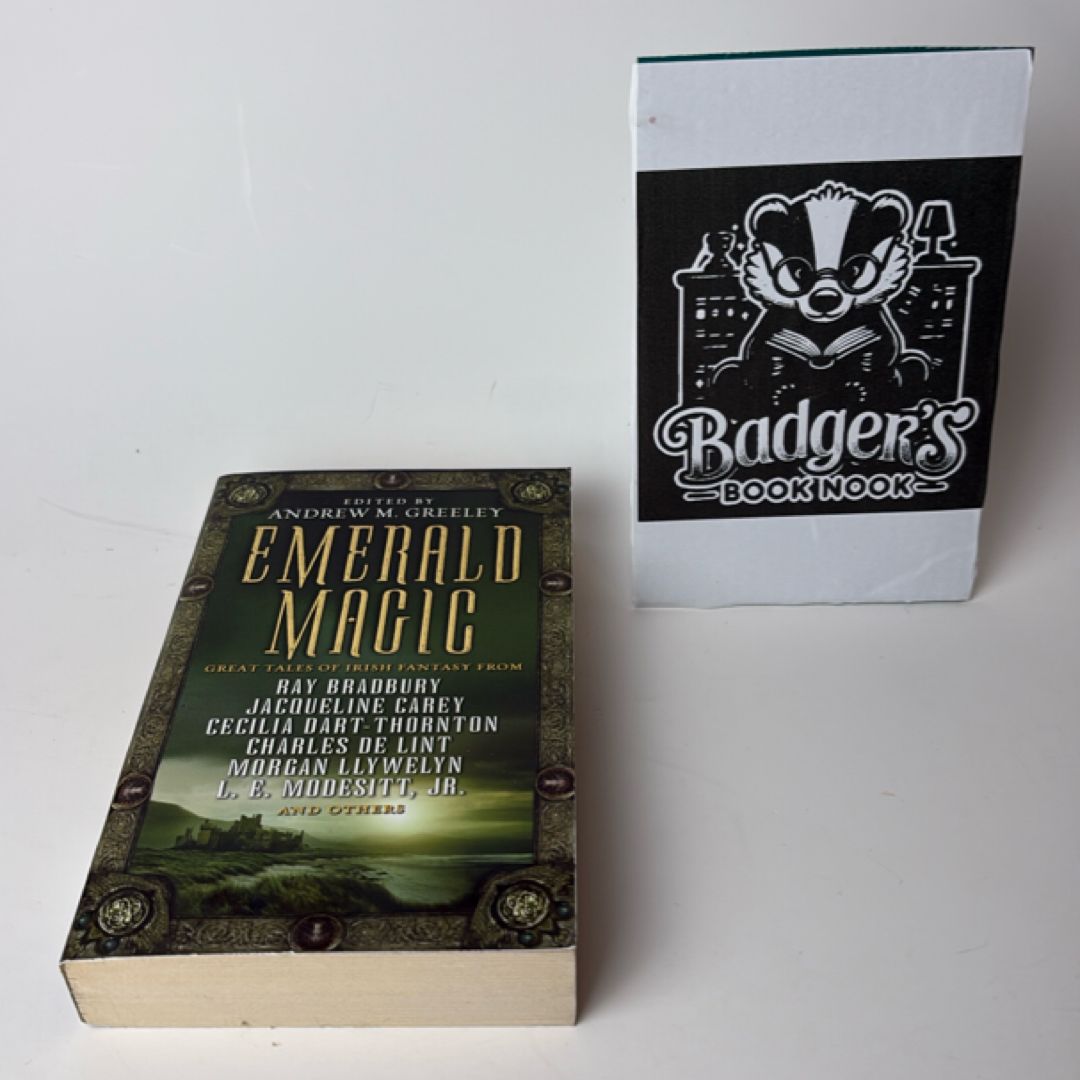 EDITED BY
ANDREW M. GREELEY
EMERALD
MAGIC
GREAT TALES OF IRISH FANTASY FROM
RAY BRADBURY
JACQUELINE CAREY
CECILIA DART-THORNTON
CHARLES DE LINT
MORGAN LLYWELYN
L. E. MODESITT, JR.
AND OTHERS
Badger's
BOOK NOOK